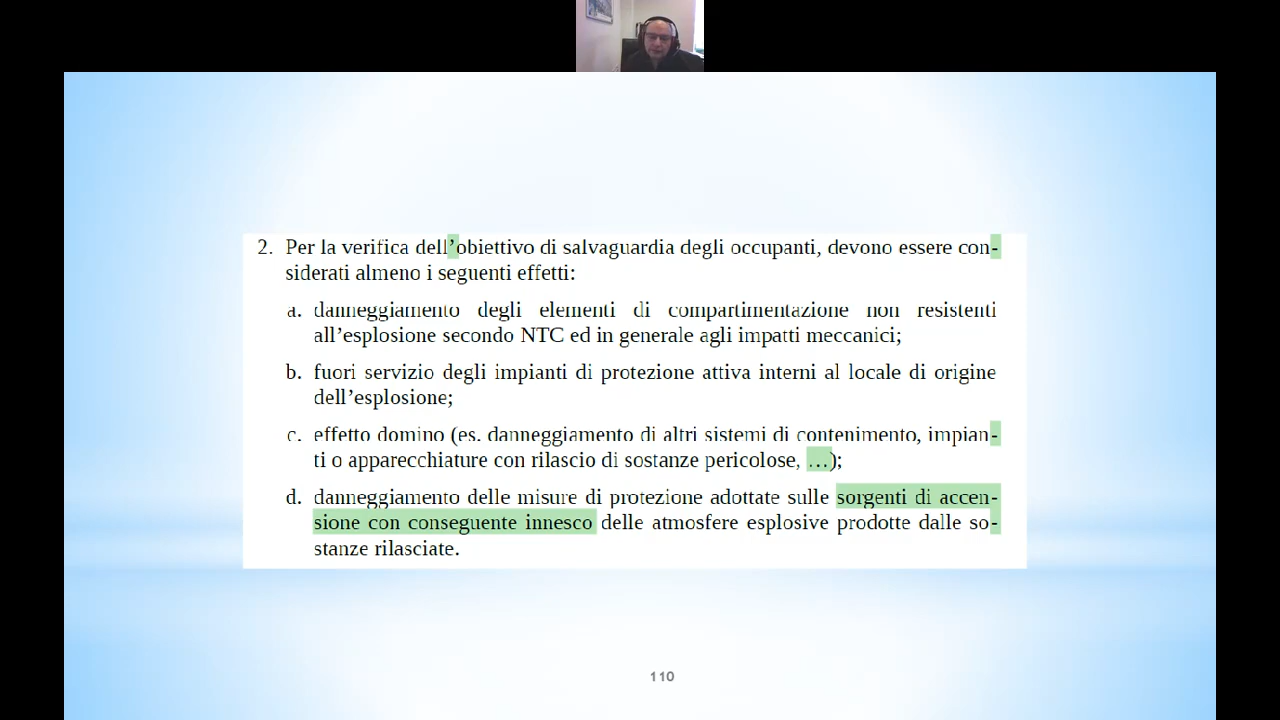 2. Per la verifica dell’obiettivo di salvaguardia degli occupanti, devono essere con-
siderati almeno i seguenti effetti:
a. danneggiamento degli elementi di compartimentazione non resistenti
all’esplosione secondo NTC ed in generale agli impatti meccanici;
b. fuori servizio degli impianti di protezione attiva interni al locale di origine
dell’esplosione;
c. effetto domino (es. danneggiamento di altri sistemi di contenimento, impian-
ti o apparecchiature con rilascio di sostanze pericolose, …);
d. danneggiamento delle misure di protezione adottate sulle sorgenti di accen-
sione con conseguente innesco delle atmosfere esplosive prodotte dalle so-
stanze rilasciate.
110